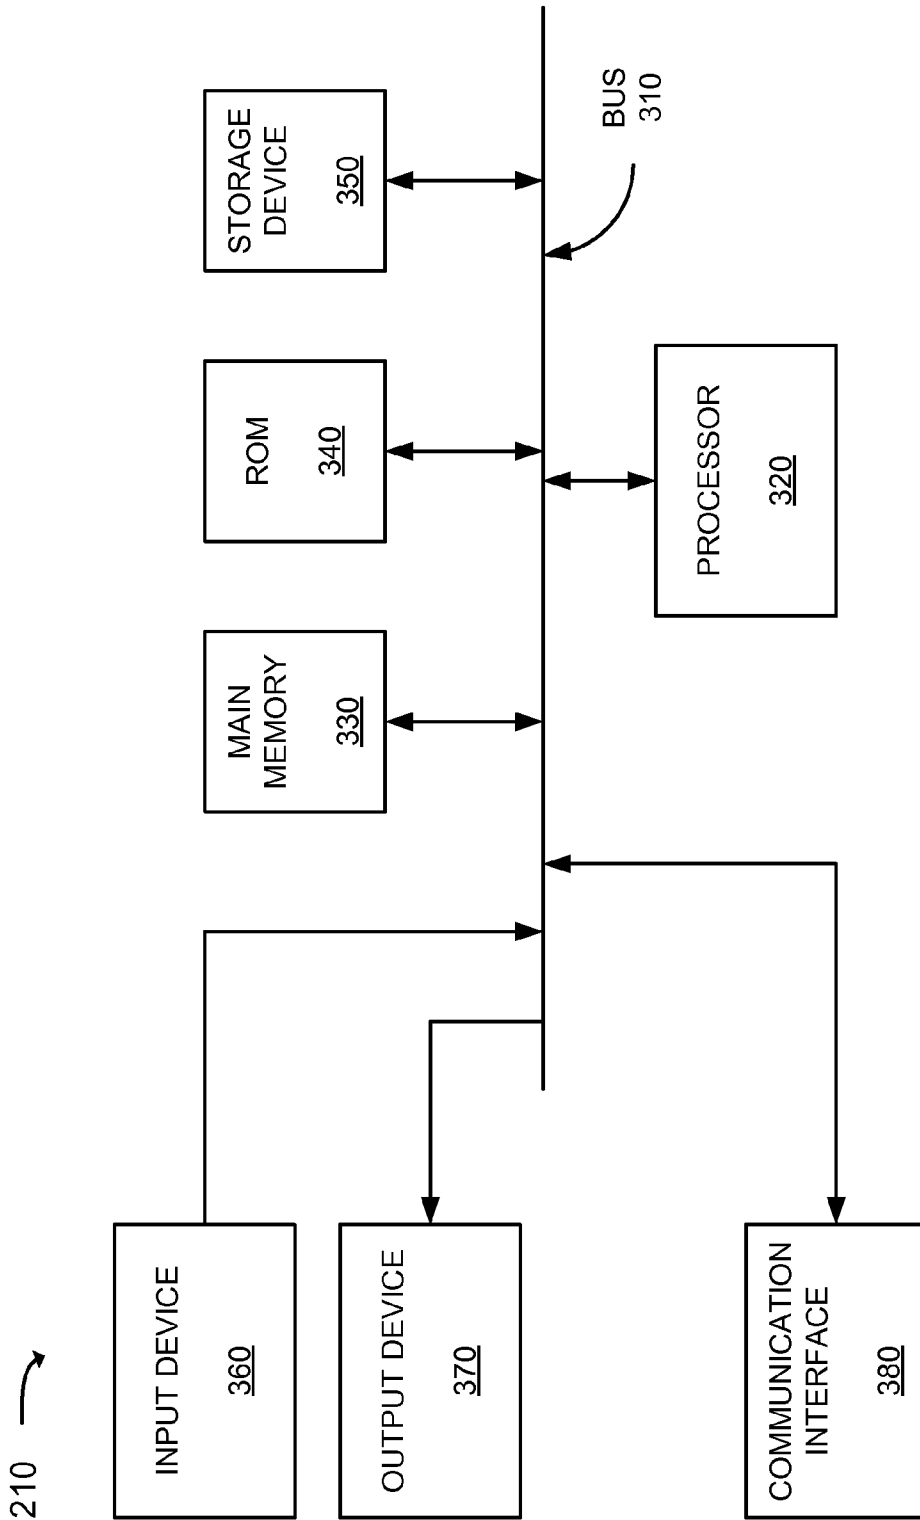 210
INPUT DEVICE
360
OUTPUT DEVICE
370
COMMUNICATION
INTERFACE
380
MAIN
MEMORY
330
ROM
340
STORAGE
DEVICE
350
PROCESSOR
320
BUS
310